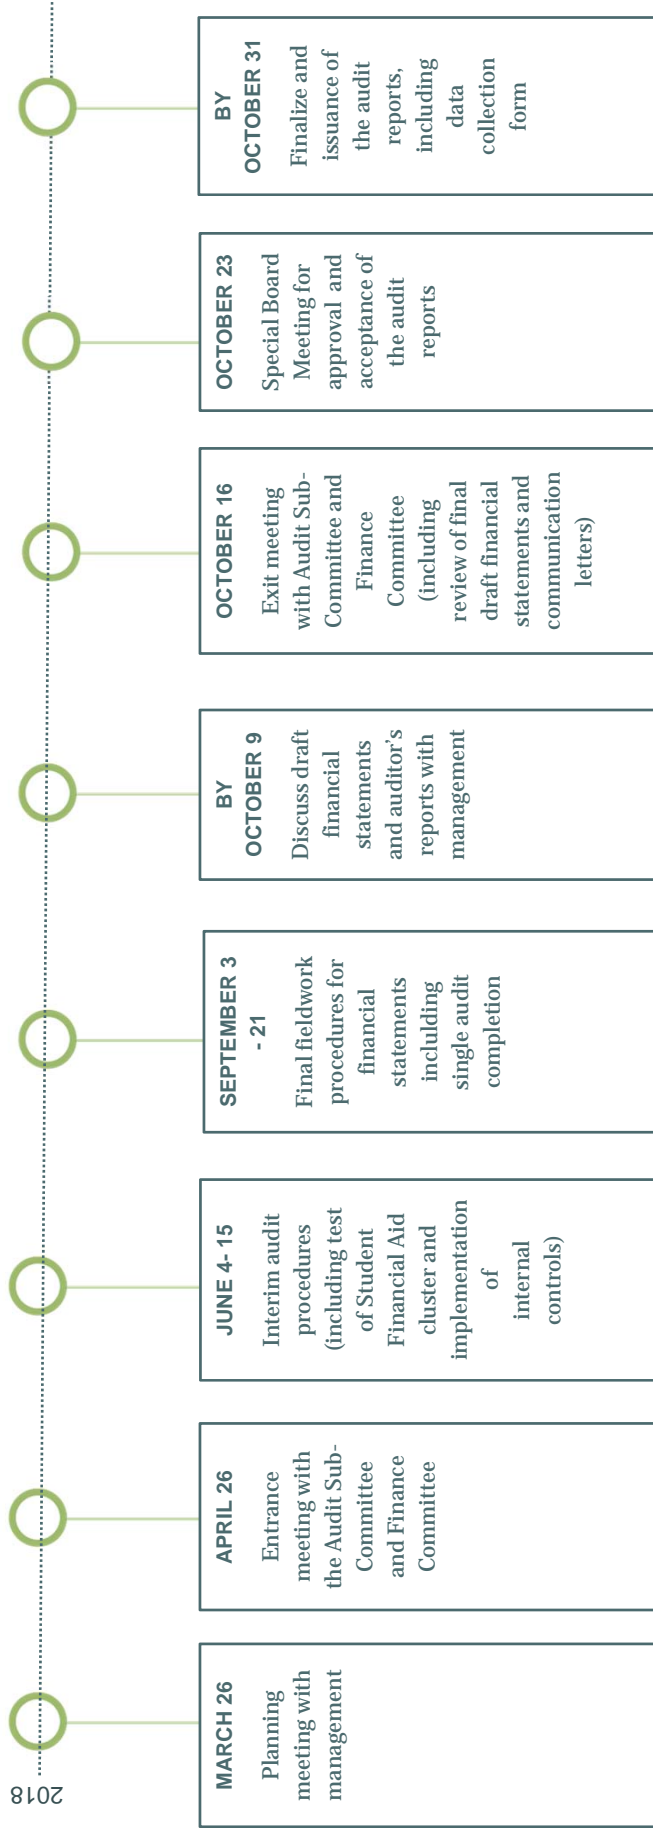 2018
MARCH 26
Planning
meeting with
management
APRIL 26
Entrance
meeting with
the Audit Sub-
Committee
and Finance
Committee
JUNE 4- 15
Interim audit
procedures
(including test
of Student
Financial Aid
cluster and
implementation
of
internal
controls)
SEPTEMBER 3
- 21
Final fieldwork
procedures for
financial
statements
inclulding
single audit
completion
BY
OCTOBER 9
Discuss draft
financial
statements
and auditor's
reports with
management
OCTOBER 16
Exit meeting
with Audit Sub-
Committee and
Finance
Committee
(including
review of final
draft financial
statements and
communication
letters)
OCTOBER 23
Special Board
Meeting for
approval and
acceptance of
the audit
reports
BY
OCTOBER 31
Finalize and
issuance of
the audit
reports,
including
data
collection
form